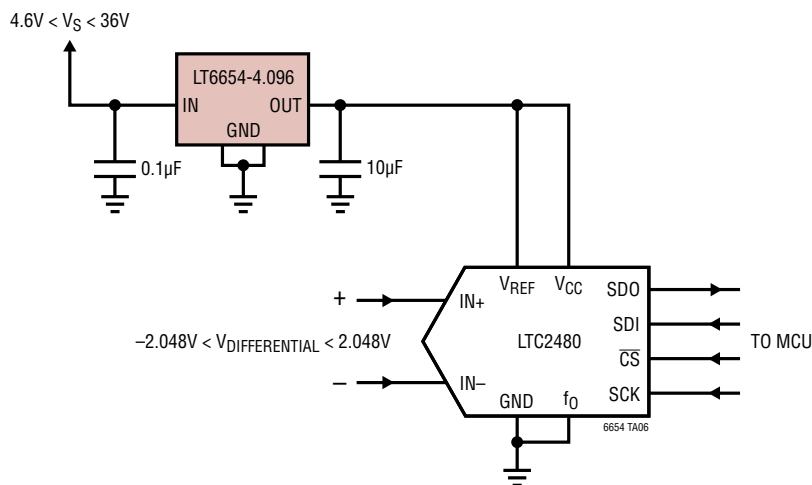 4.6V < VS < 36V
LT6654-4.096
IN
OUT
GND
0.1µF
10µF
VREF
VCC
+
IN+
SDO
SDI
–2.048V < VDIFFERENTIAL < 2.048V
LTC2480
TO MCU
CS
–
IN–
SCK
GND
fO
6654 TA06